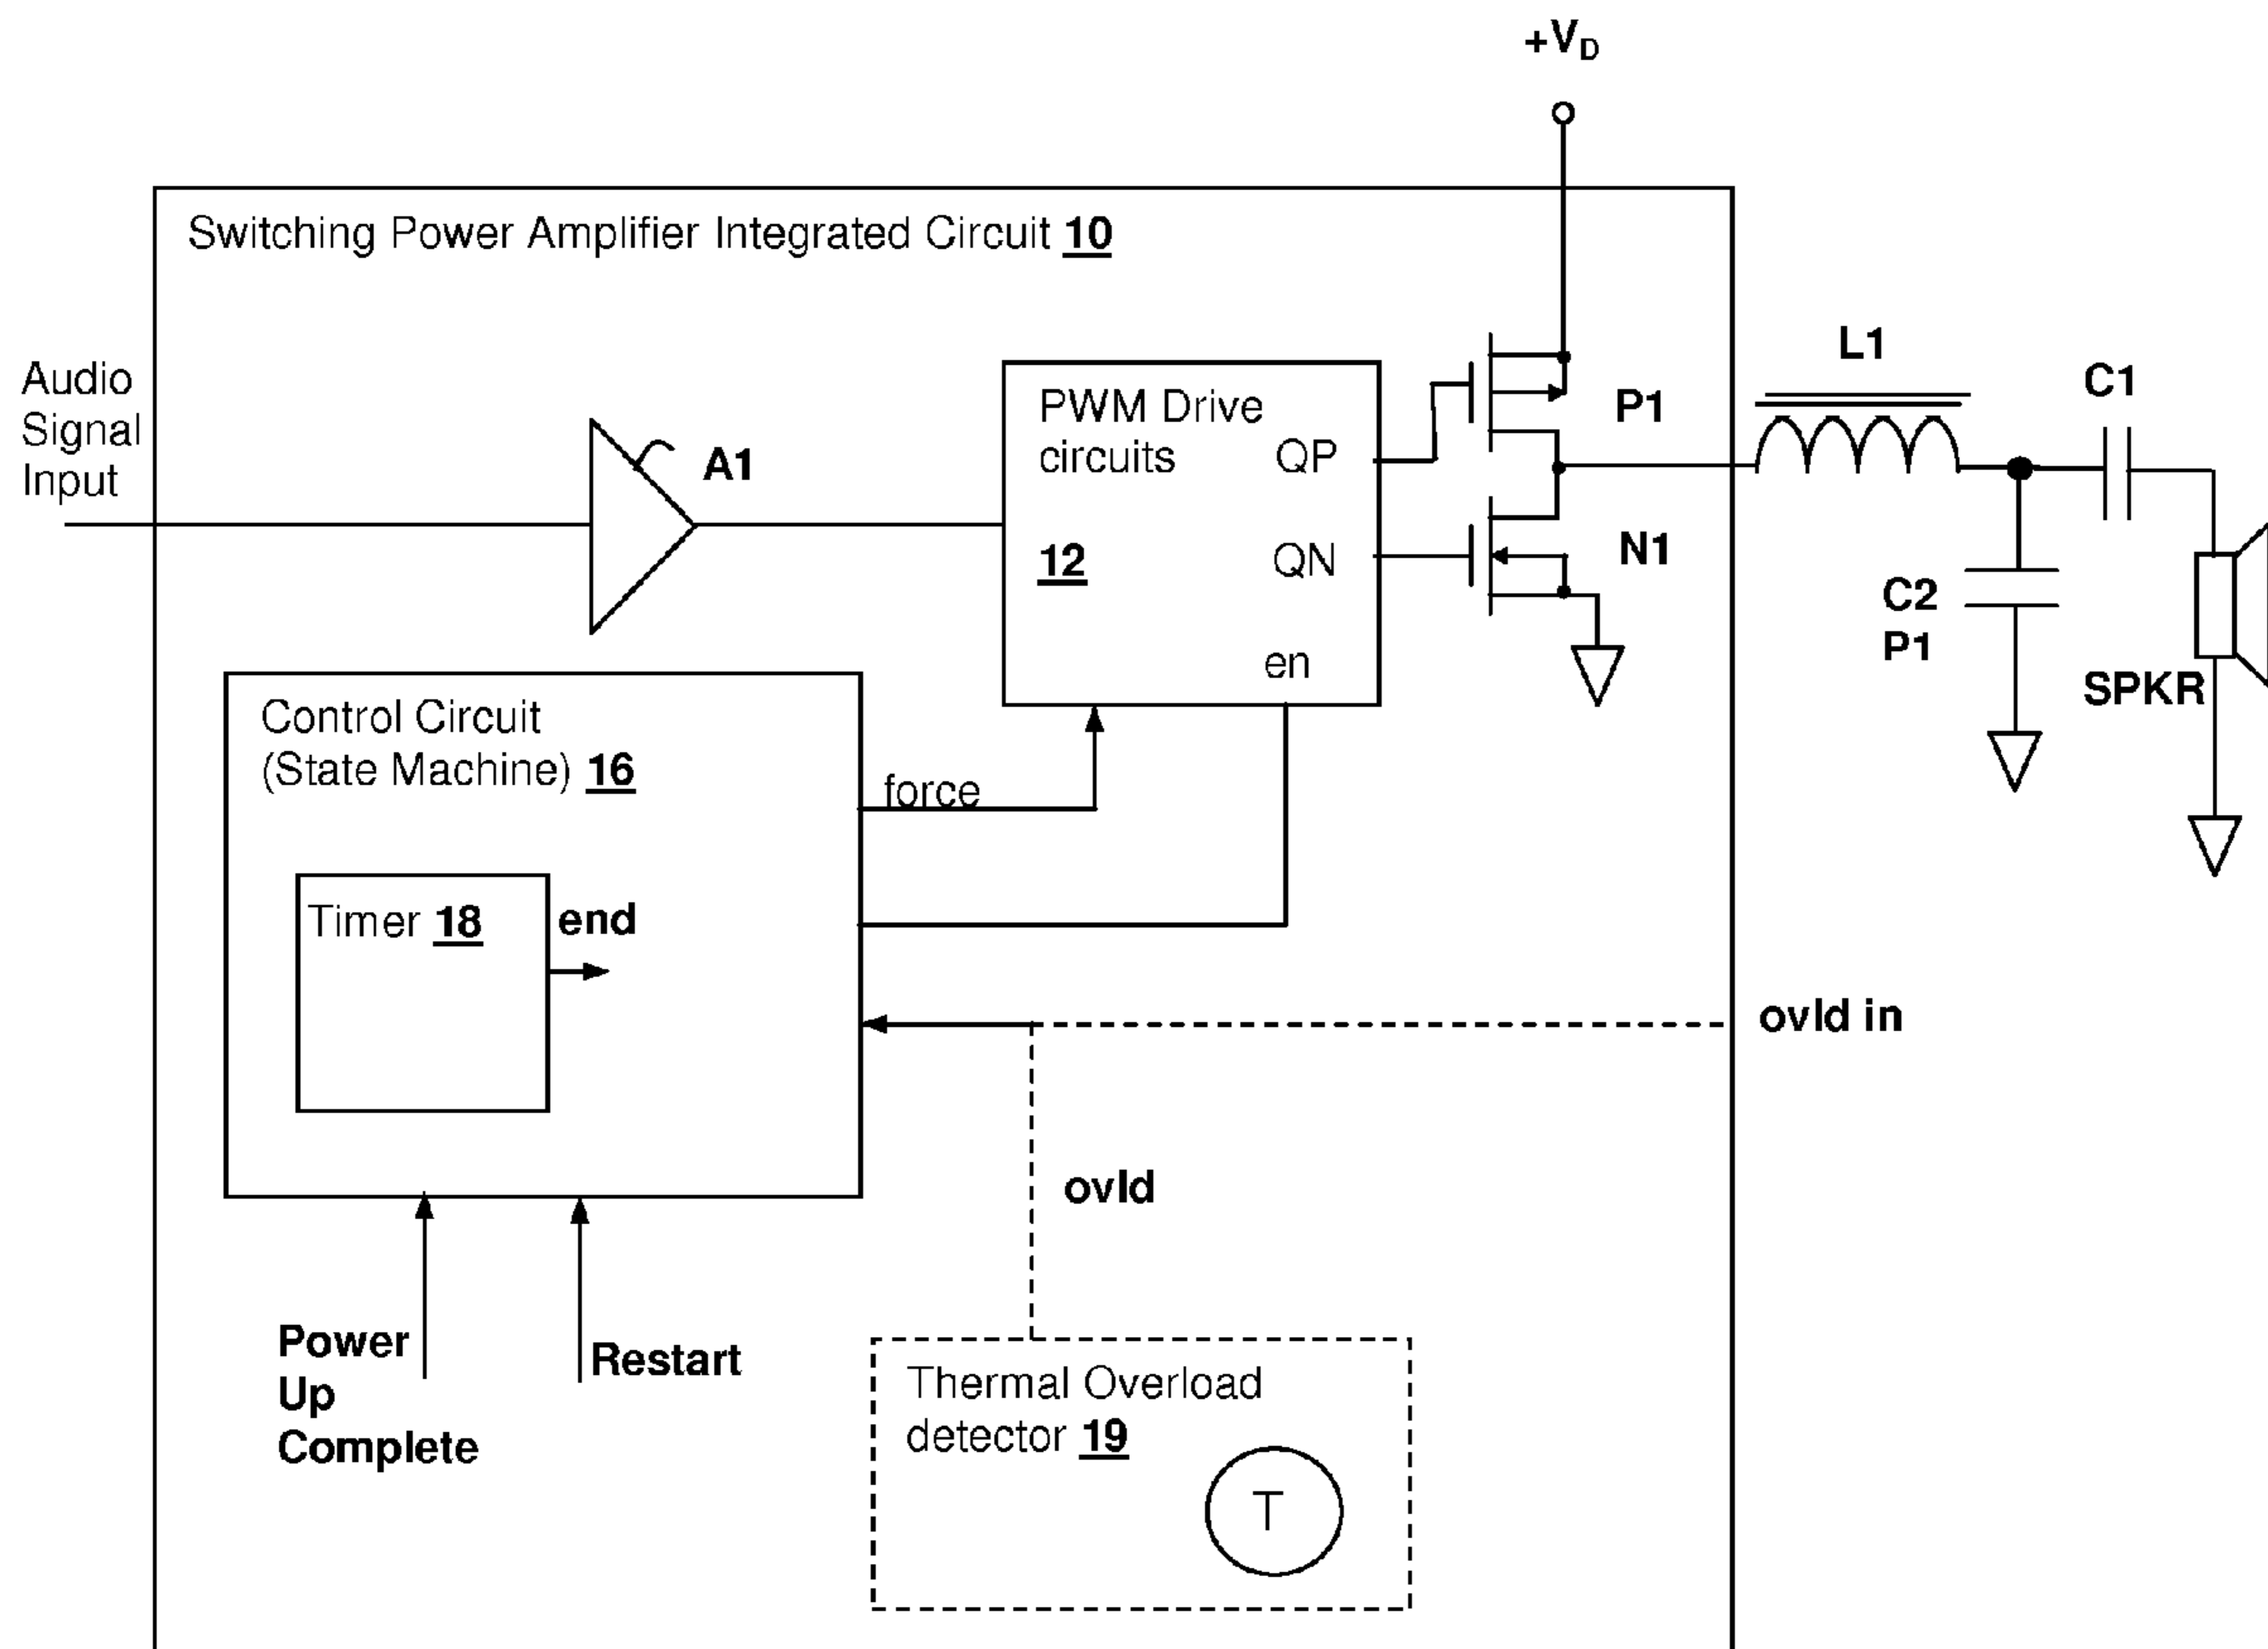 +VD
Switching Power Amplifier Integrated Circuit 10
Audio
Signal
Input
A1
PWM Drive
circuits
12
QP
QN
en
P1
N1
L1
C1
C2
P1
SPKR
Control Circuit
(State Machine) 16
force
Timer 18
end
ovld in
ovld
Power
Up
Complete
Restart
Thermal Overload
detector 19
T